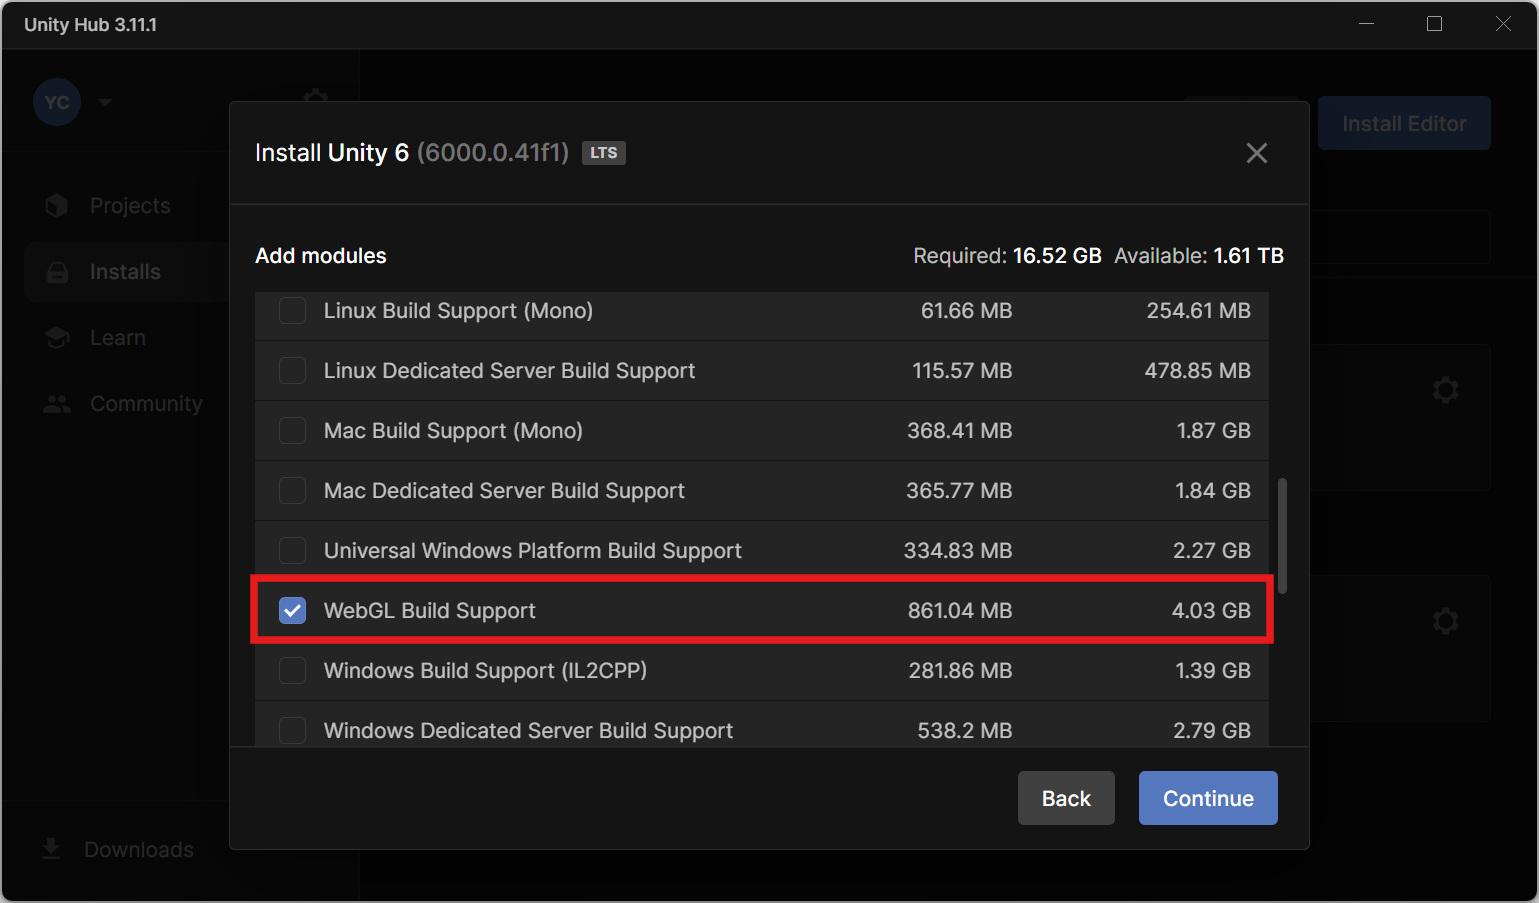 Unity Hub 3.11.1
YC
Install Editor
Install Unity 6 (6000.0.41f1) LTS
Projects
Installs
Learn
Community
Downloads
Add modules
Required: 16.52 GB Available: 1.61 TB
Linux Build Support (Mono) 61.66 MB 254.61 MB
Linux Dedicated Server Build Support 115.57 MB 478.85 MB
Mac Build Support (Mono) 368.41 MB 1.87 GB
Mac Dedicated Server Build Support 365.77 MB 1.84 GB
Universal Windows Platform Build Support 334.83 MB 2.27 GB
WebGL Build Support 861.04 MB 4.03 GB
Windows Build Support (IL2CPP) 281.86 MB 1.39 GB
Windows Dedicated Server Build Support 538.2 MB 2.79 GB
Back
Continue